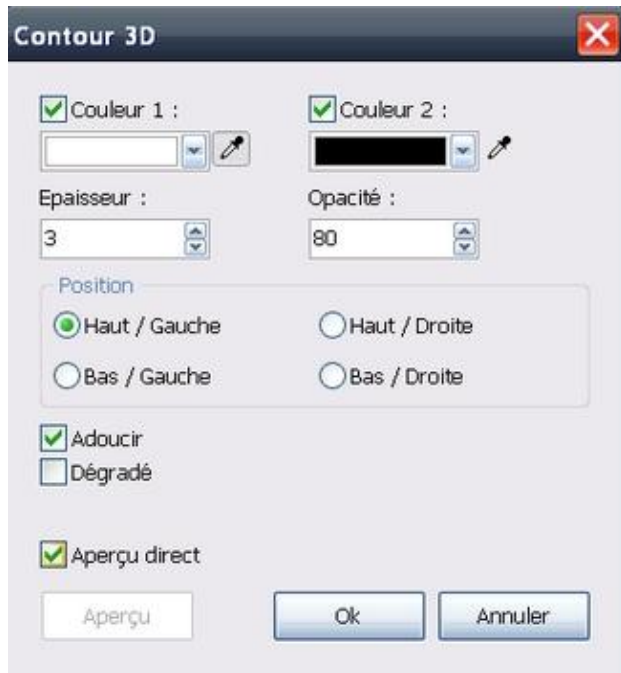 Contour 3D
Couleur 1 :
Couleur 2 :
Epaisseur :
Opacité :
3
80
Position
Haut / Gauche
Haut / Droite
Bas / Gauche
Bas / Droite
Adoucir
Dégradé
Aperçu direct
Aperçu
Ok
Annuler